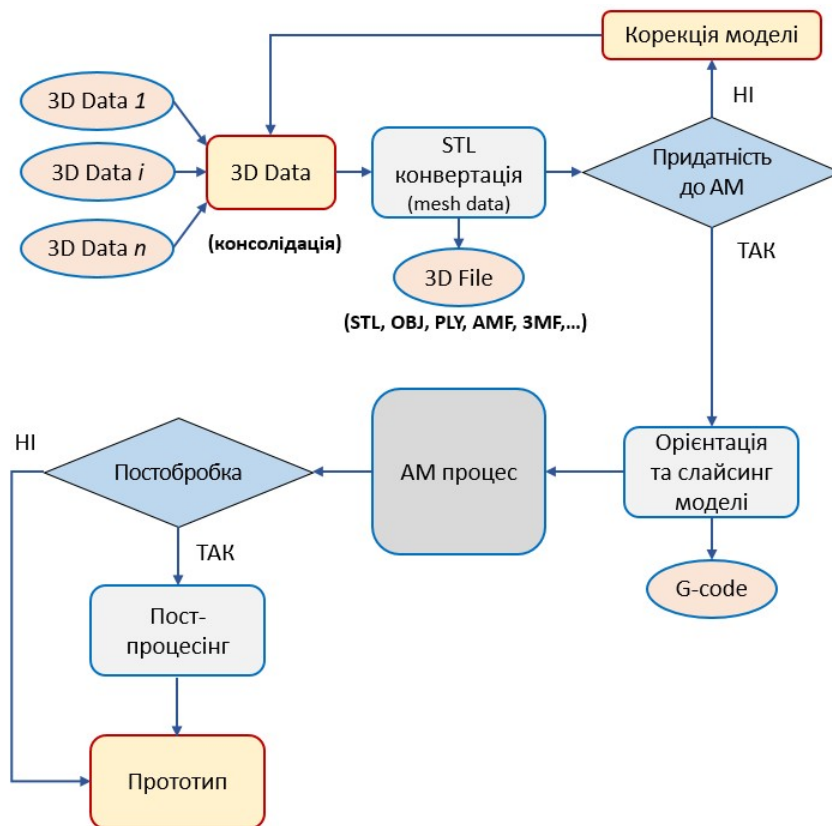 Корекція моделі
НІ
3D Data 1
3D Data i
3D Data n
3D Data
(консолідація)
STL
конвертація
(mesh data)
Придатність
до АМ
ТАК
3D File
(STL, OBJ, PLY, AMF, 3MF,...)
Орієнтація
та слайсинг
моделі
G-code
АМ процес
Постобробка
НІ
ТАК
Пост-
процесінг
Прототип